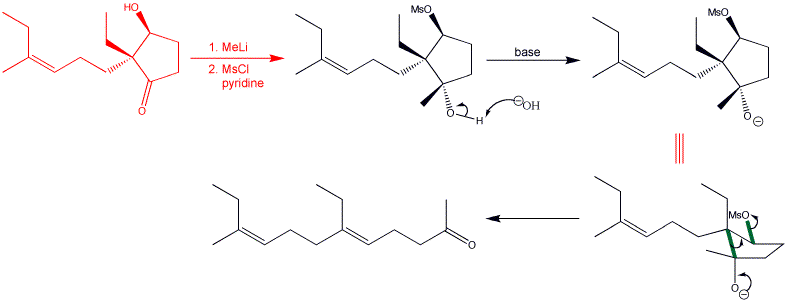 HO
O
1. MeLi
2. MsCl
pyridine
MsO
O
H
⊖OH
base
MsO
O⊖
MsO
O⊖
O